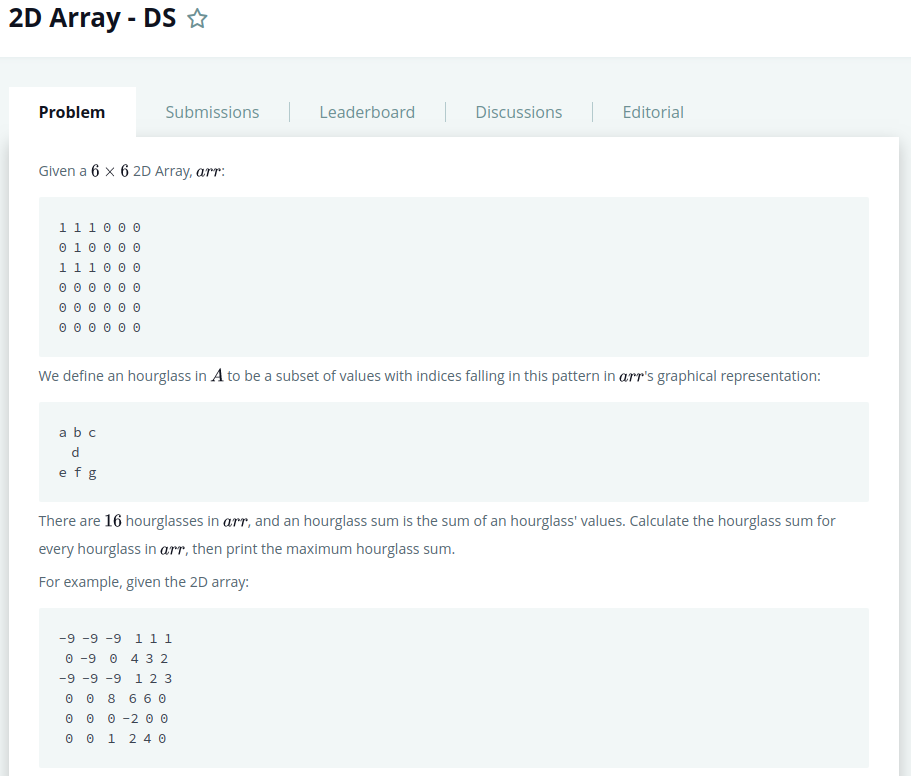 2D Array - DS
Problem
Submissions
Leaderboard
Discussions
Editorial
Given a 6 × 6 2D Array, arr:
1 1 1 0 0 0
0 1 0 0 0 0
1 1 1 0 0 0
0 0 0 0 0 0
0 0 0 0 0 0
0 0 0 0 0 0
We define an hourglass in A to be a subset of values with indices falling in this pattern in arr's graphical representation:
a b c
d
e f g
There are 16 hourglasses in arr, and an hourglass sum is the sum of an hourglass' values. Calculate the hourglass sum for
every hourglass in arr, then print the maximum hourglass sum.
For example, given the 2D array:
-9 -9 -9 1 1 1
0 -9 0 4 3 2
-9 -9 -9 1 2 3
0 0 8 6 6 0
0 0 0 -2 0 0
0 0 1 2 4 0